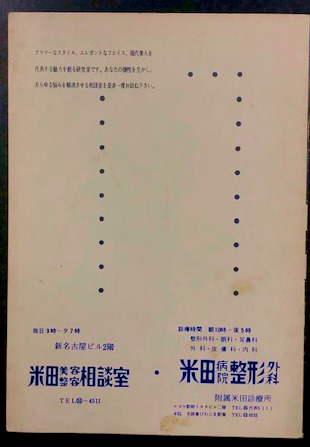 グラマーなスタイル、エレガントなフェイス、現代美人を
代表する魅力を創る研究室です。あなたの個性を生かし、
あらゆる悩みを解消させる相談室を是非一度お訪ね下さい。
毎日9時~夕7時
新名古屋ビル2階
米田美容整容相談室
TEL 4511
診療時間 朝10時~夜5時
整形外科・眼科・耳鼻科
外科・皮膚科・内科
米田病院整形外科
附属米田診療所